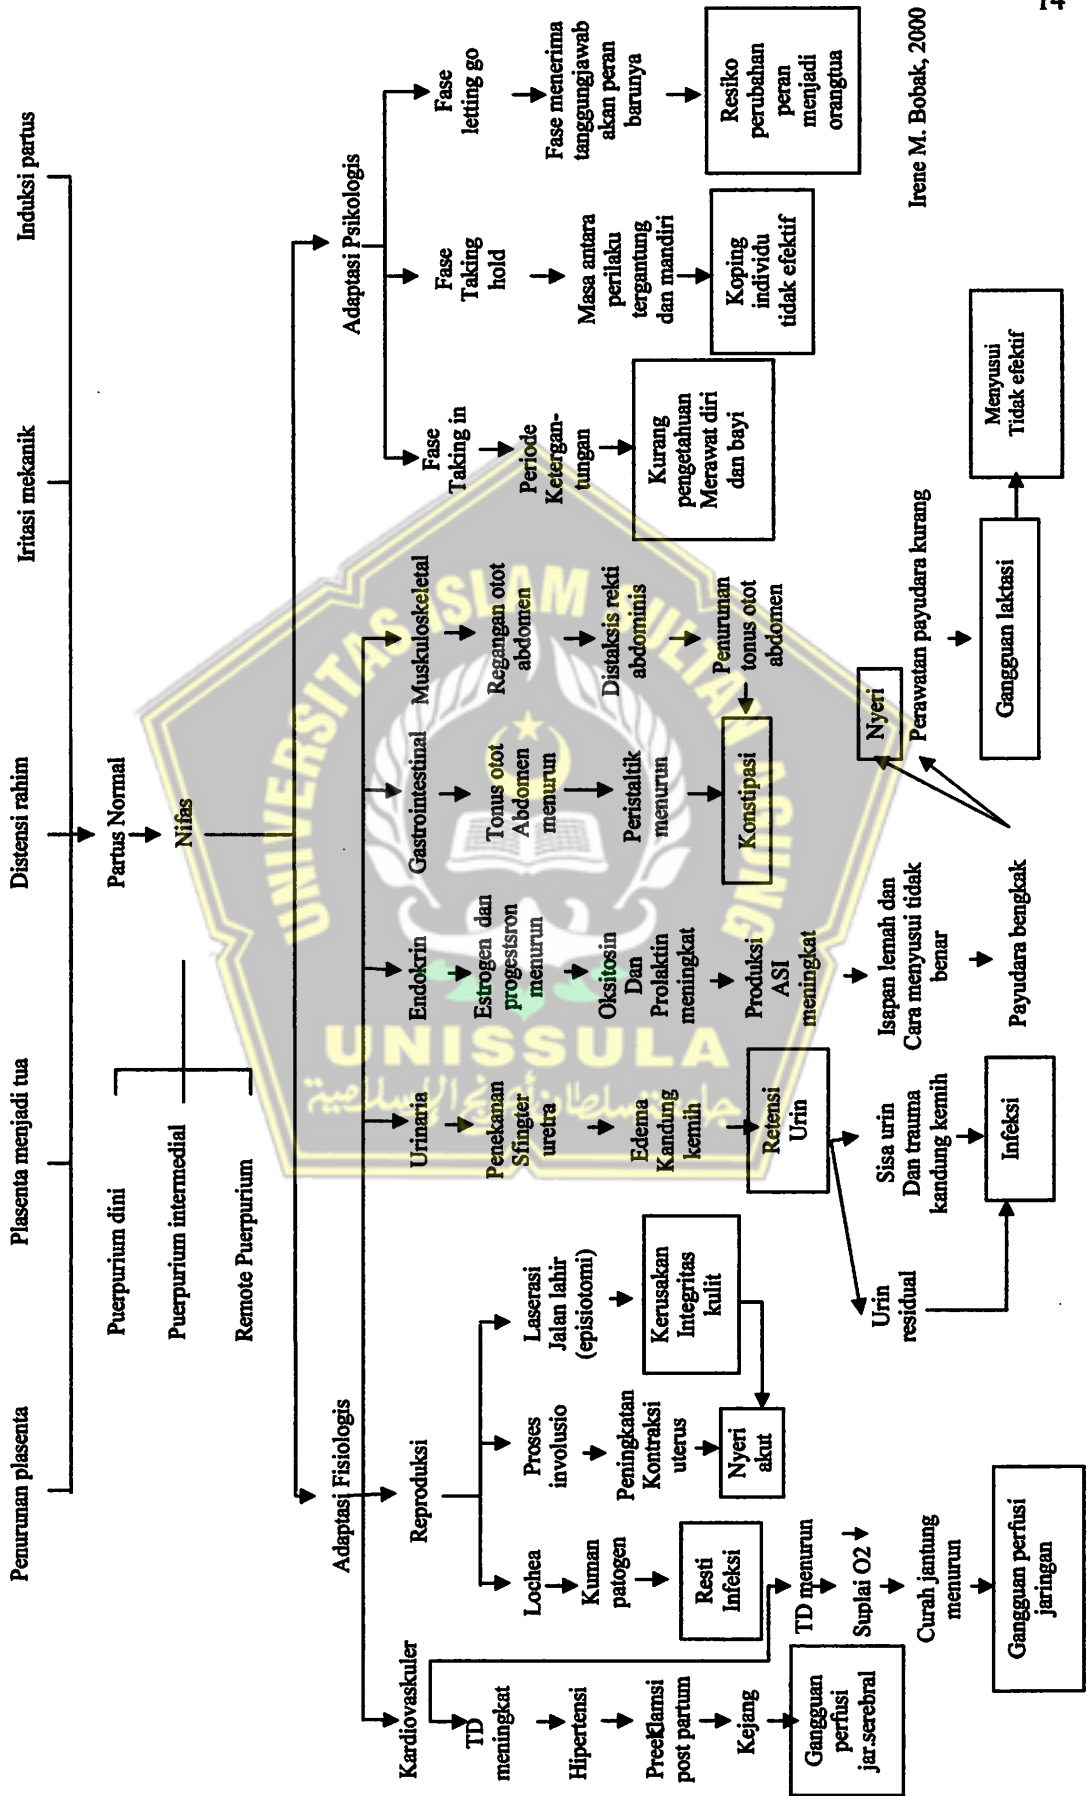 14
Penurunan plasenta
Plasenta menjadi tua
Distensi rahim
Iritasi mekanik
Induksi partus
Partus Normal
Nifas
Puerpurium dini
Puerpurium intermedial
Remote Puerpurium
Adaptasi Fisiologis
Adaptasi Psikologis
Kardiovaskuler
TD
meningkat
Hipertensi
Preeklamsi
post partum
Kejang
Gangguan
perfusi
jar.serebral
TD menurun
Suplai O2
Curah jantung
menurun
Gangguan perfusi
jaringan
Reproduksi
Lochea
Kuman
patogen
Resti
Infeksi
Proses
involusio
Peningkatan
Kontraksi
uterus
Nyeri
akut
Laserasi
Jalan lahir
(episiotomi)
Kerusakan
Integritas
kulit
Urinaria
Penekanan
Sfingter
uretra
Edema
Kandung
kemih
Retensi
Urin
Urin
residual
Sisa urin
Dan trauma
kandung kemih
Infeksi
Endokrin
Estrogen dan
progestsron
menurun
Oksitosin
Dan
Prolaktin
meningkat
Produksi
ASI
meningkat
Isapan lemah dan
Cara menyusui tidak
benar
Payudara bengkak
Nyeri
Perawatan payudara kurang
Gangguan laktasi
Menyusui
Tidak efektif
Gastrointestinal
Tonus otot
Abdomen
menurun
Peristaltik
menurun
Konstipasi
Muskuloskeletal
Regangan otot
abdomen
Distaksis rekti
abdominis
Penurunan
tonus otot
abdomen
Fase
Taking in
Periode
Ketergan-
tungan
Kurang
pengetahuan
Merawat diri
dan bayi
Fase
Taking
hold
Masa antara
perilaku
tergantung
dan mandiri
Koping
individu
tidak efektif
Fase
letting go
Fase menerima
tanggungjawab
akan peran
barunya
Resiko
perubahan
peran
menjadi
orangtua
Irene M. Bobak, 2000
UNIVERSITAS ISLAM SULTAN AGUNG
UNISSULA
جامعة سلطان أجونج الإسلامية